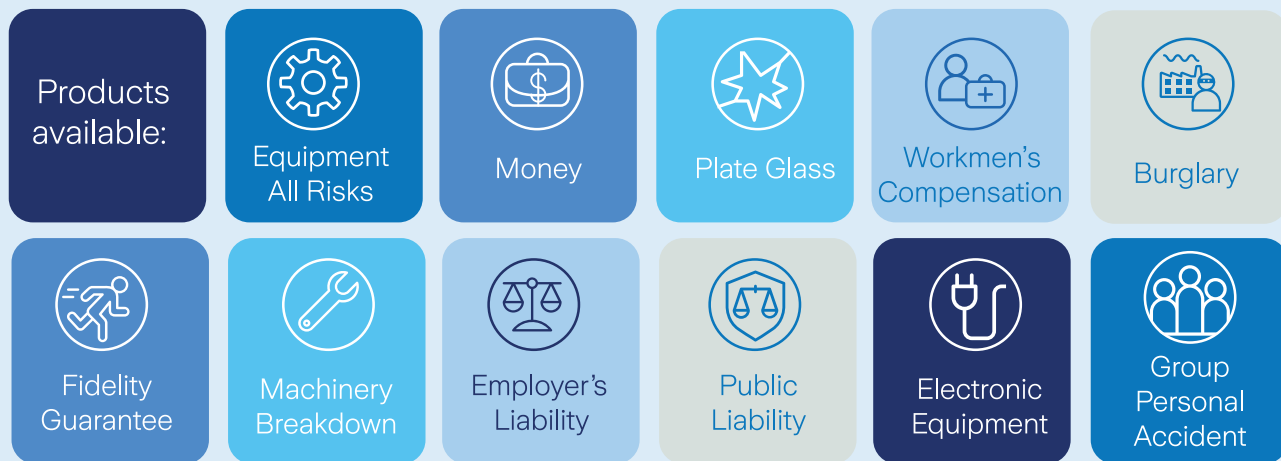 Products
available:
Equipment
All Risks
Money
Plate Glass
Workmen's
Compensation
Burglary
Fidelity
Guarantee
Machinery
Breakdown
Employer's
Liability
Public
Liability
Electronic
Equipment
Group
Personal
Accident